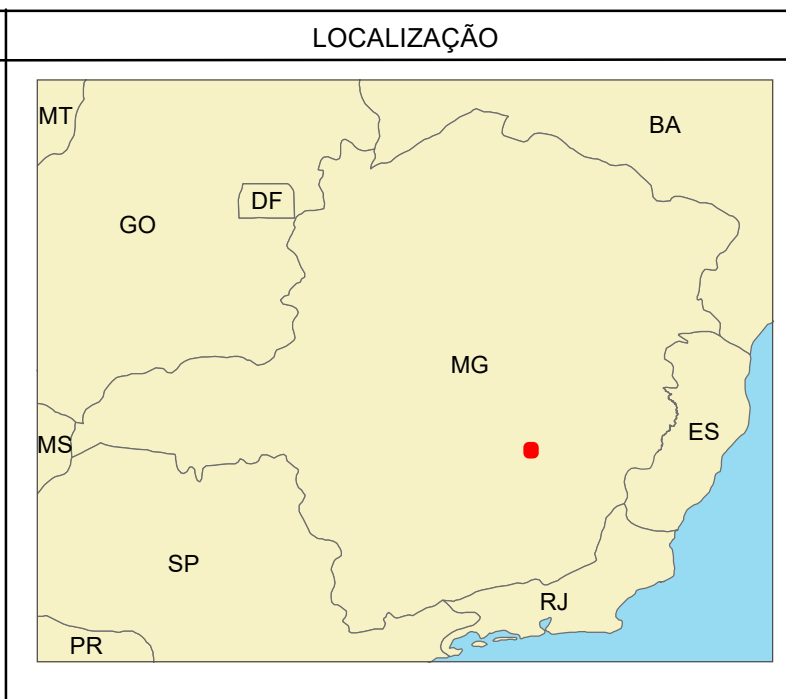 LOCALIZAÇÃO
MT
BA
DF
GO
MG
MS
ES
SP
RJ
PR